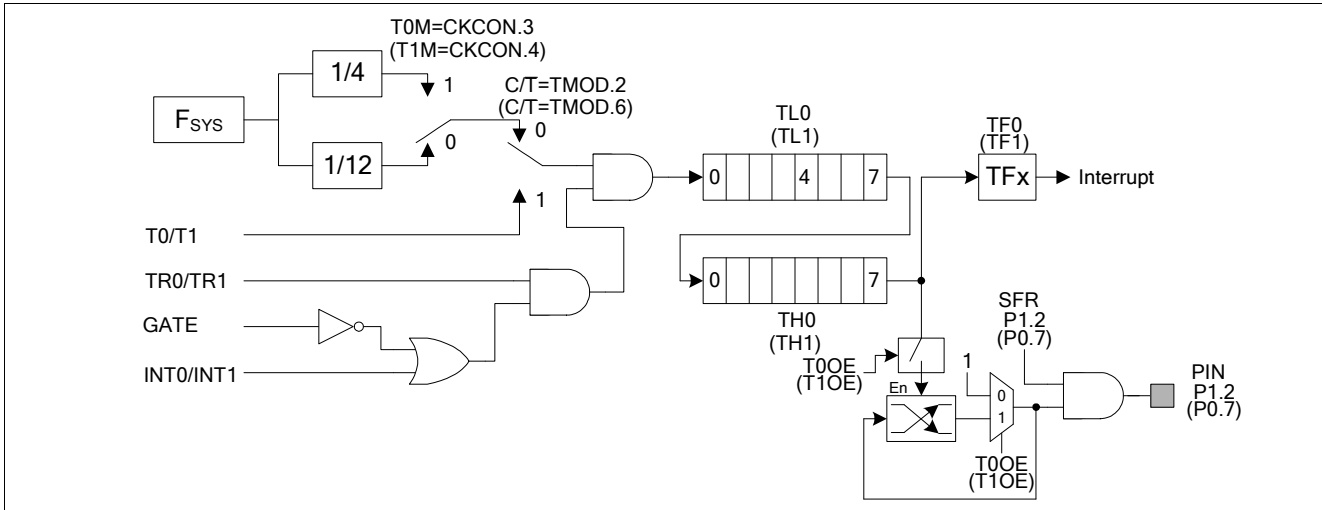 T0M=CKCON.3
(T1M=CKCON.4)
1/4
1
C/T=TMOD.2
(C/T=TMOD.6)
FSYS
0
0
1/12
1
TL0
(TL1)
0 4 7
TF0
(TF1)
TFx
Interrupt
T0/T1
TR0/TR1
GATE
INT0/INT1
0 7
TH0
(TH1)
T0OE
(T1OE)
En
1
0
1
T0OE
(T1OE)
SFR
P1.2
(P0.7)
PIN
P1.2
(P0.7)